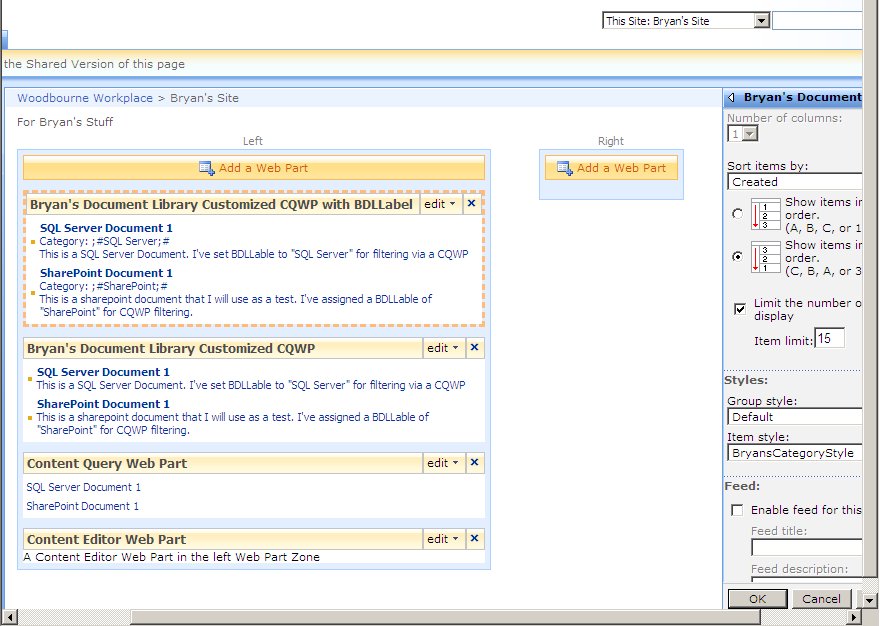 This Site: Bryan's Site
the Shared Version of this page
Woodbourne Workplace > Bryan's Site
For Bryan's Stuff
Left
Add a Web Part
Bryan's Document Library Customized CQWP with BDLLabel edit
SQL Server Document 1
Category: ;#SQL Server;#
This is a SQL Server Document. I've set BDLLable to "SQL Server" for filtering via a CQWP
SharePoint Document 1
Category: ;#SharePoint;#
This is a sharepoint document that I will use as a test. I've assigned a BDLLable of
"SharePoint" for CQWP filtering.
Bryan's Document Library Customized CQWP edit
SQL Server Document 1
This is a SQL Server Document. I've set BDLLable to "SQL Server" for filtering via a CQWP
SharePoint Document 1
This is a sharepoint document that I will use as a test. I've assigned a BDLLable of
"SharePoint" for CQWP filtering.
Content Query Web Part edit
SQL Server Document 1
SharePoint Document 1
Content Editor Web Part edit
A Content Editor Web Part in the left Web Part Zone
Right
Add a Web Part
Bryan's Document
Number of columns:
1
Sort items by:
Created
1
2
3
Show items in
order.
(A, B, C, or 1
3
2
1
Show items in
order.
(C, B, A, or 3
Limit the number o
display
Item limit: 15
Styles:
Group style:
Default
Item style:
BryansCategoryStyle
Feed:
Enable feed for this
Feed title:
Feed description:
OK Cancel